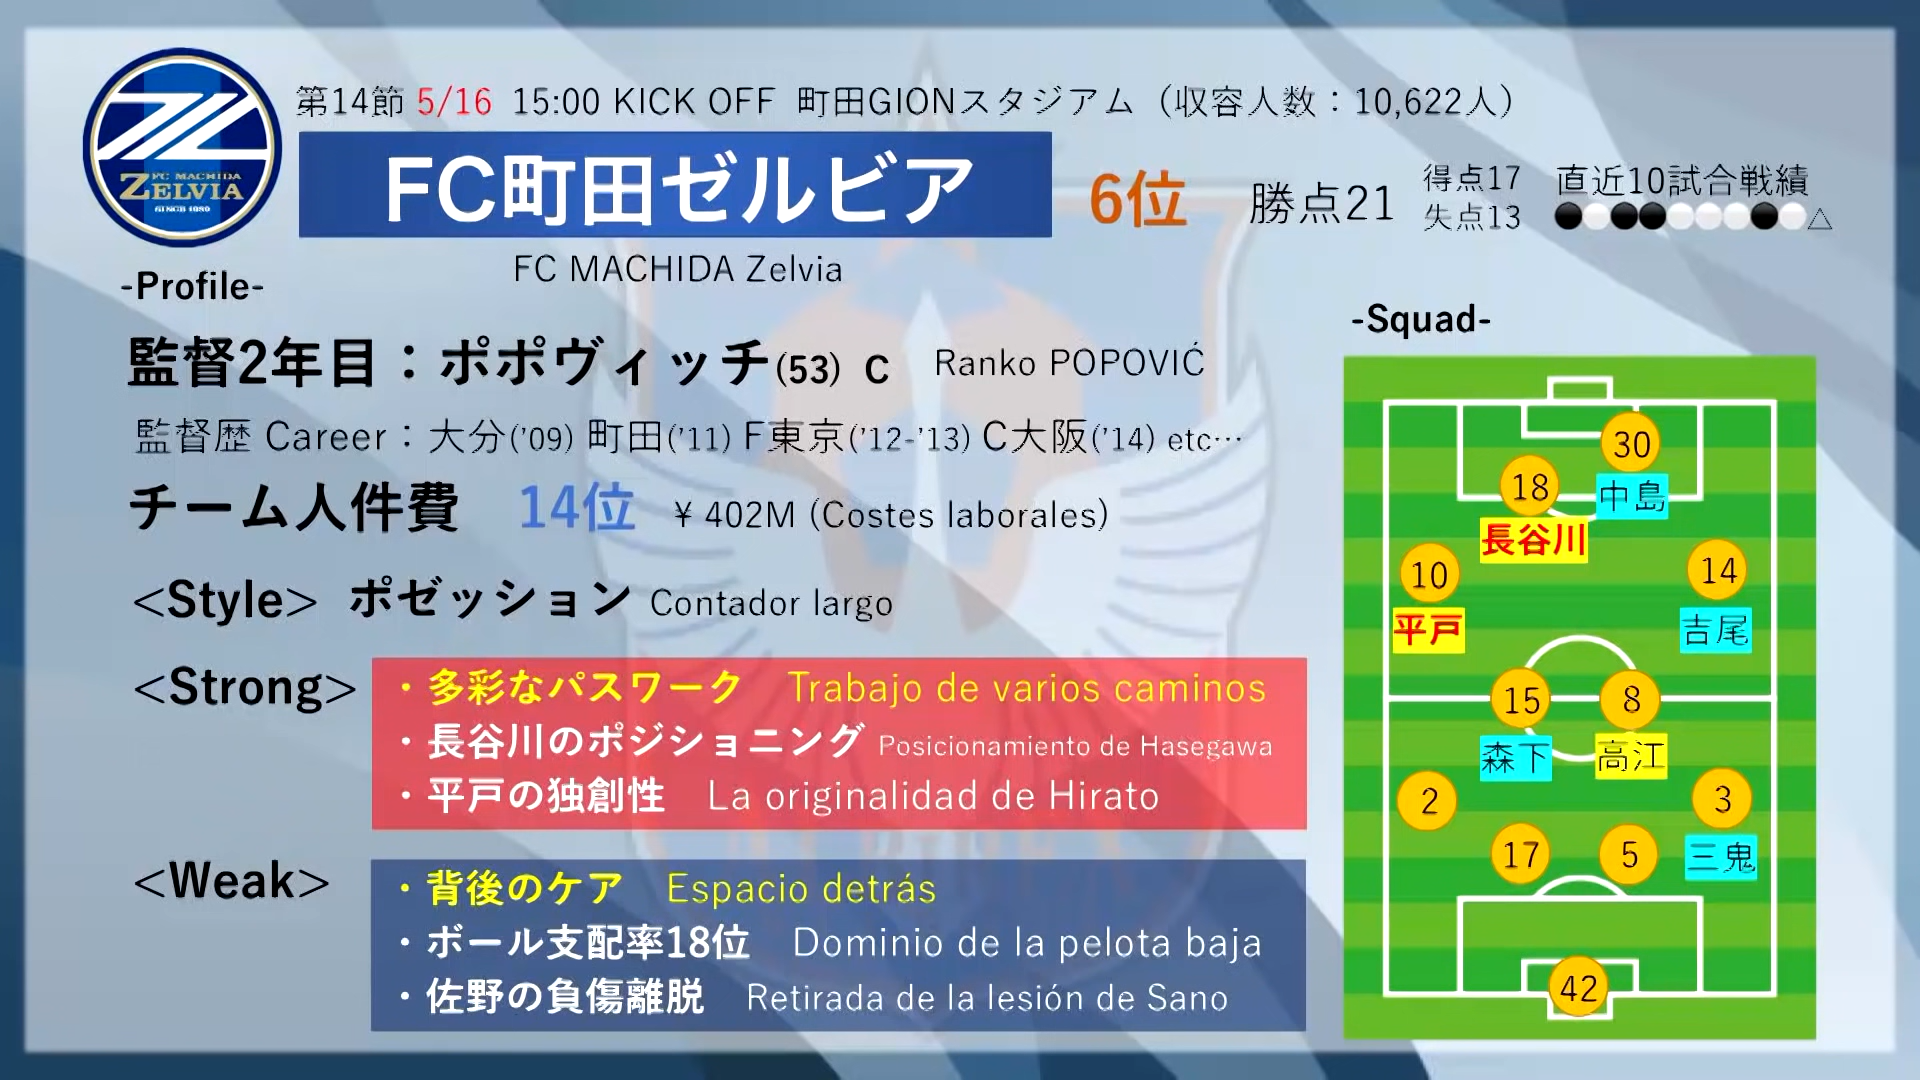 第14節 5/16 15:00 KICK OFF 町田GIONスタジアム（収容人数：10,622人）
FC MACHIDA
ZELVIA
SINCE 1989
FC町田ゼルビア
6位 勝点21
得点17
失点13
直近10試合戦績
●○●●○○○●○△
FC MACHIDA Zelvia
-Profile-
監督2年目：ポポヴィッチ(53) C Ranko POPOVIĆ
監督歴 Career：大分('09) 町田('11) F東京('12-'13) C大阪('14) etc…
チーム人件費 14位 ¥ 402M (Costes laborales)
<Style> ポゼッション Contador largo
<Strong>
・多彩なパスワーク Trabajo de varios caminos
・長谷川のポジショニング Posicionamiento de Hasegawa
・平戸の独創性 La originalidad de Hirato
<Weak>
・背後のケア Espacio detrás
・ボール支配率18位 Dominio de la pelota baja
・佐野の負傷離脱 Retirada de la lesión de Sano
-Squad-
30
中島
18
長谷川
10
平戸
14
吉尾
15
森下
8
高江
2
3
三鬼
17
5
42